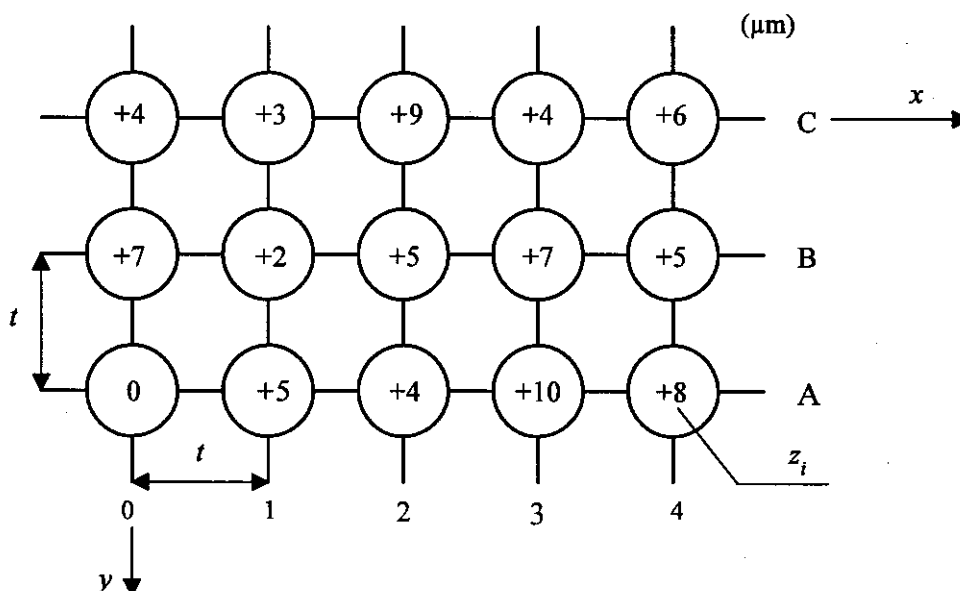 (µm)
+4 +3 +9 +4 +6 C x
+7 +2 +5 +7 +5 B
t
0 +5 +4 +10 +8 A
t
z_i
0 1 2 3 4
y